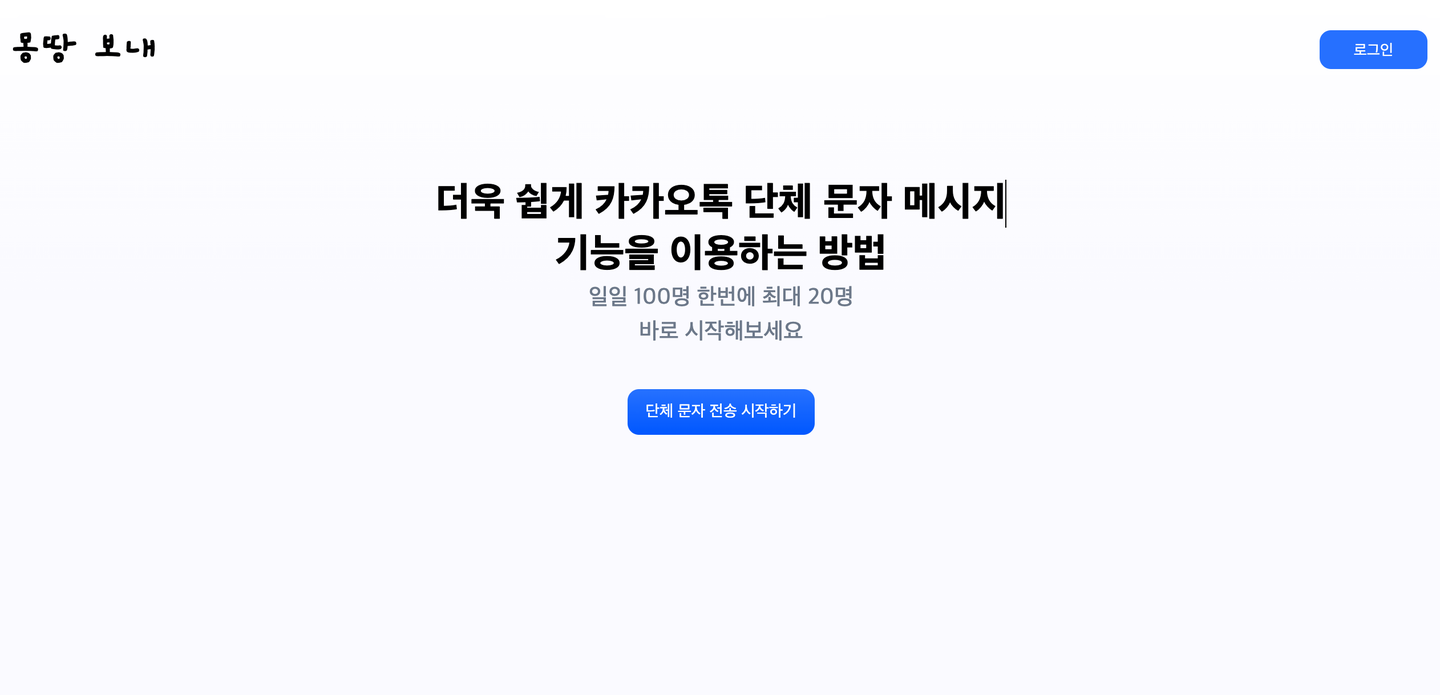 몽땅 보내
로그인
더욱 쉽게 카카오톡 단체 문자 메시지
기능을 이용하는 방법
일일 100명 한번에 최대 20명
바로 시작해보세요
단체 문자 전송 시작하기